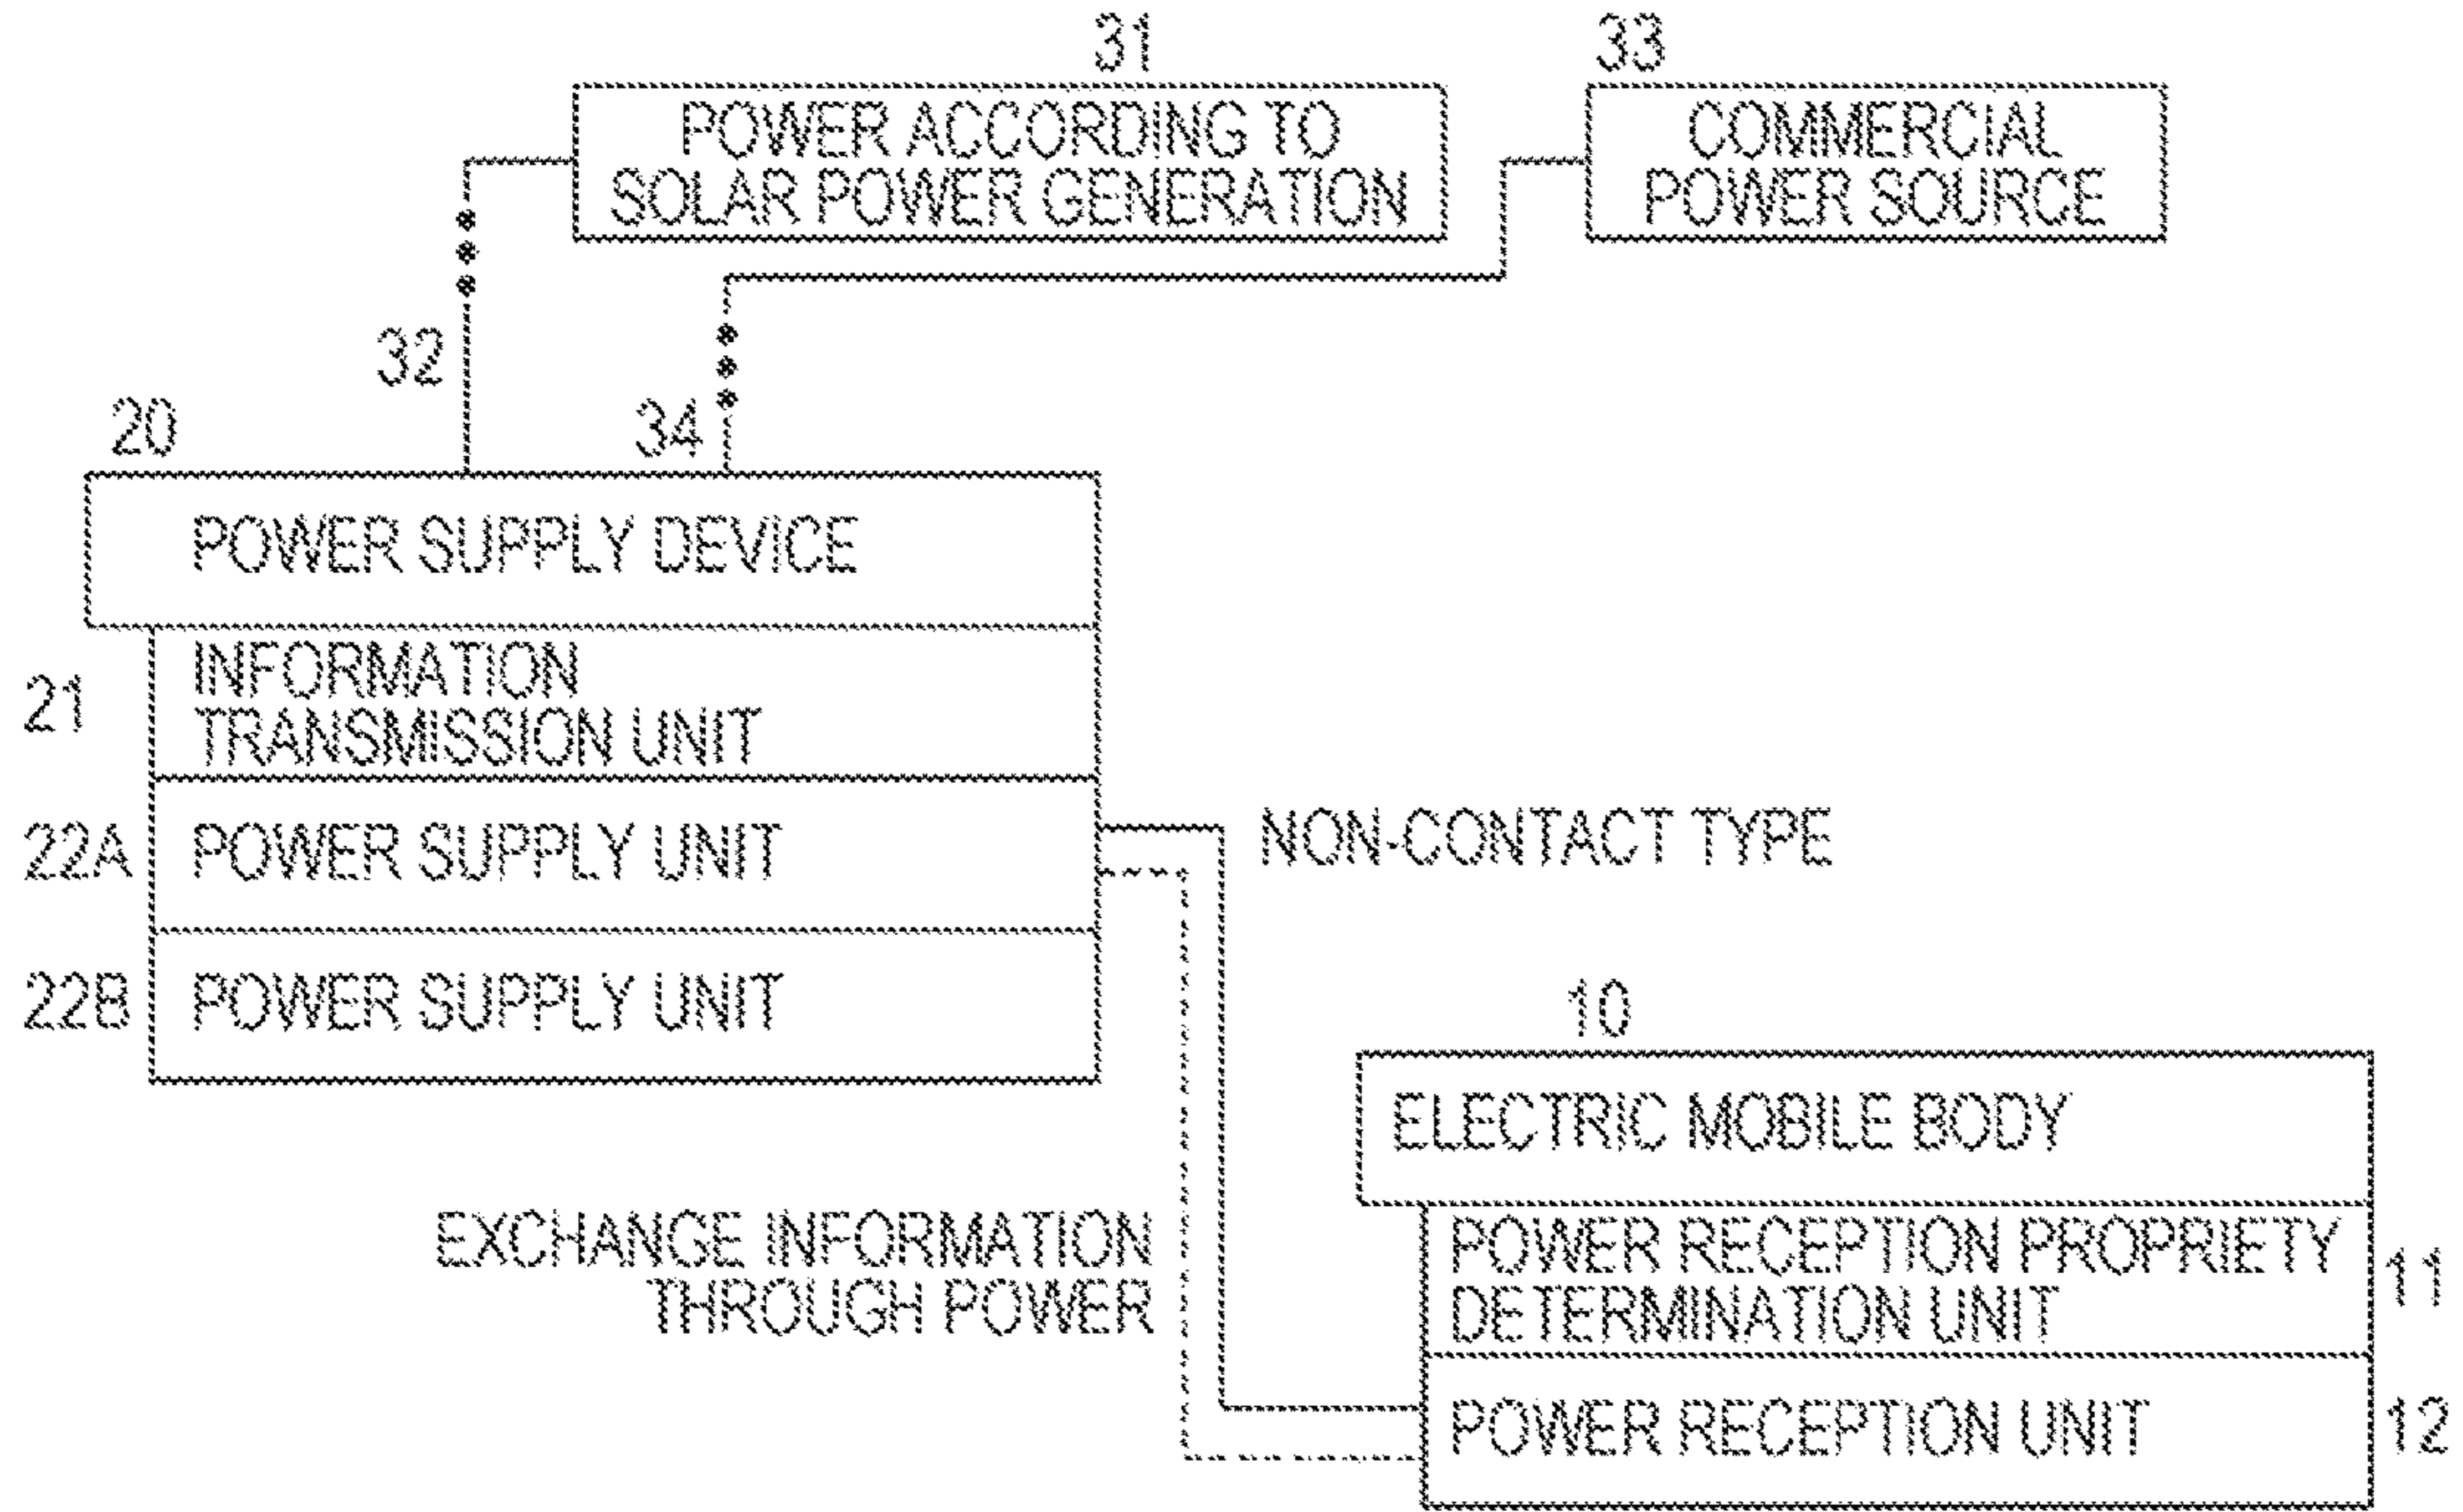 31
33
POWER ACCORDING TO
SOLAR POWER GENERATION
COMMERCIAL
POWER SOURCE
32
20
34
POWER SUPPLY DEVICE
21
INFORMATION
TRANSMISSION UNIT
22A
POWER SUPPLY UNIT
NON-CONTACT TYPE
22B
POWER SUPPLY UNIT
10
ELECTRIC MOBILE BODY
EXCHANGE INFORMATION
THROUGH POWER
POWER RECEPTION PROPRIETY
DETERMINATION UNIT
11
POWER RECEPTION UNIT
12